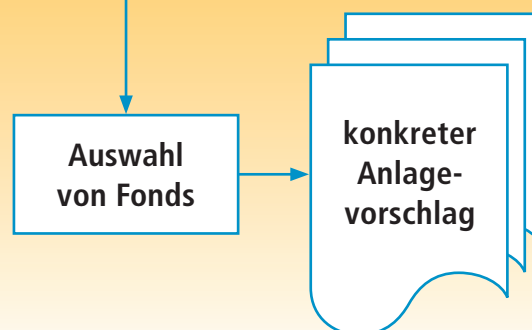 Auswahl
von Fonds
konkreter
Anlage-
vorschlag